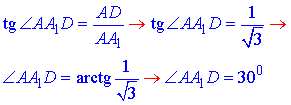 tg ∠AA₁D = AD/AA₁ → tg ∠AA₁D = 1/√3 →
∠AA₁D = arctg 1/√3 → ∠AA₁D = 30⁰